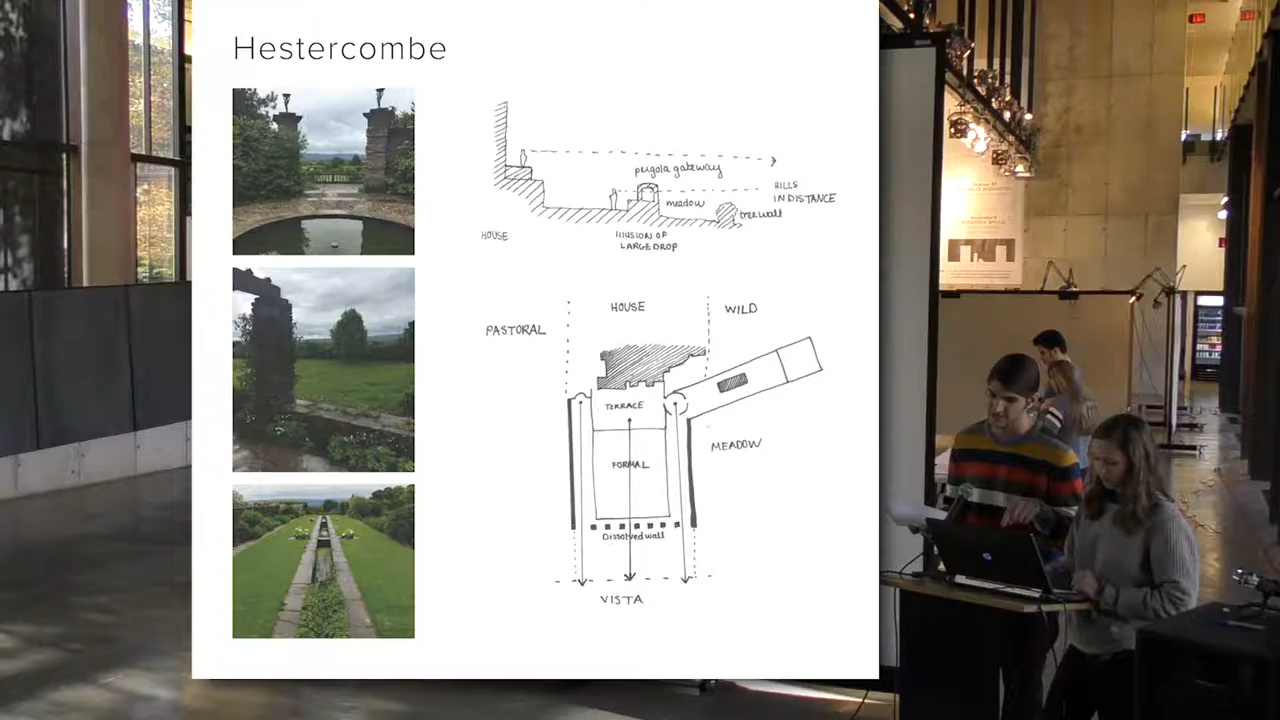 Hestercombe
pergola gateway
HILLS
IN DISTANCE
meadow
tree wall
HOUSE
ILLUSION OF
LARGE DROP
HOUSE
WILD
PASTORAL
TERRACE
MEADOW
FORMAL
Dissolved wall
VISTA